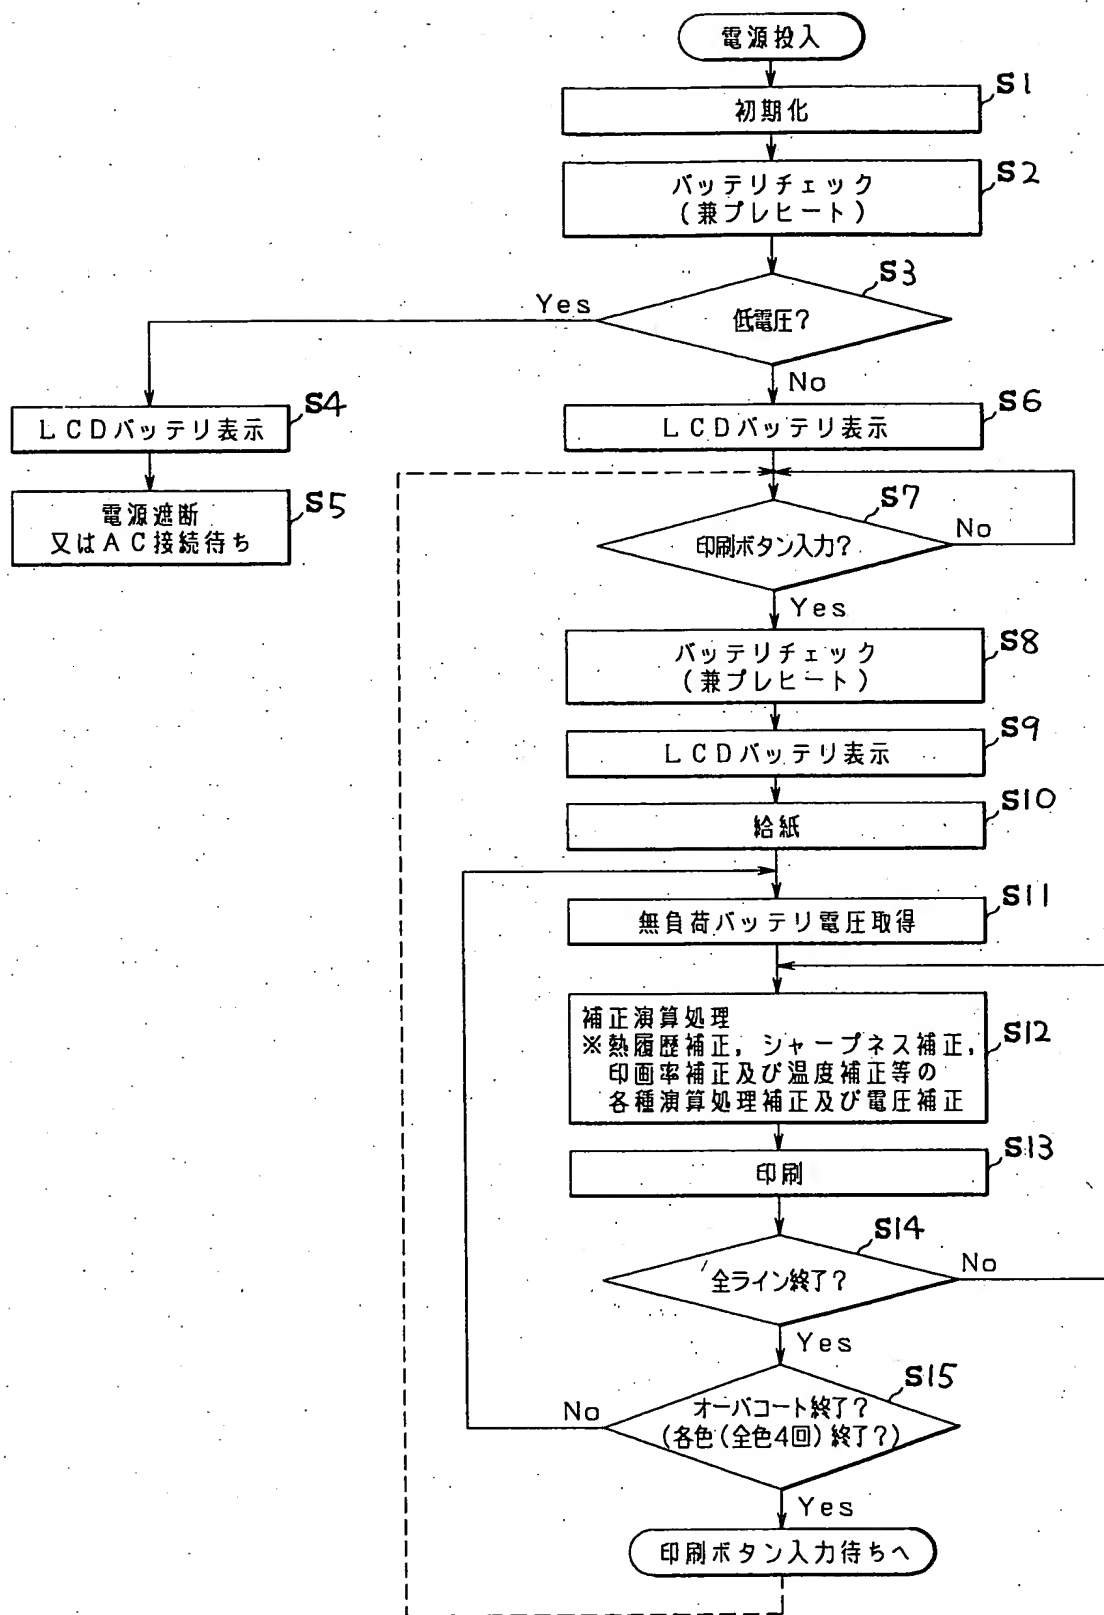 電源投入
S1
初期化
S2
バッテリチェック
(兼プレヒート)
S3
低電圧?
Yes
No
S4
LCDバッテリ表示
S5
電源遮断
又はAC接続待ち
S6
LCDバッテリ表示
S7
印刷ボタン入力?
No
Yes
S8
バッテリチェック
(兼プレヒート)
S9
LCDバッテリ表示
S10
給紙
S11
無負荷バッテリ電圧取得
S12
補正演算処理
※熱履歴補正,シャープネス補正,
印画率補正及び温度補正等の
各種演算処理補正及び電圧補正
S13
印刷
S14
全ライン終了?
No
Yes
S15
オーバコート終了?
(各色(全色4回)終了?)
No
Yes
印刷ボタン入力待ちへ